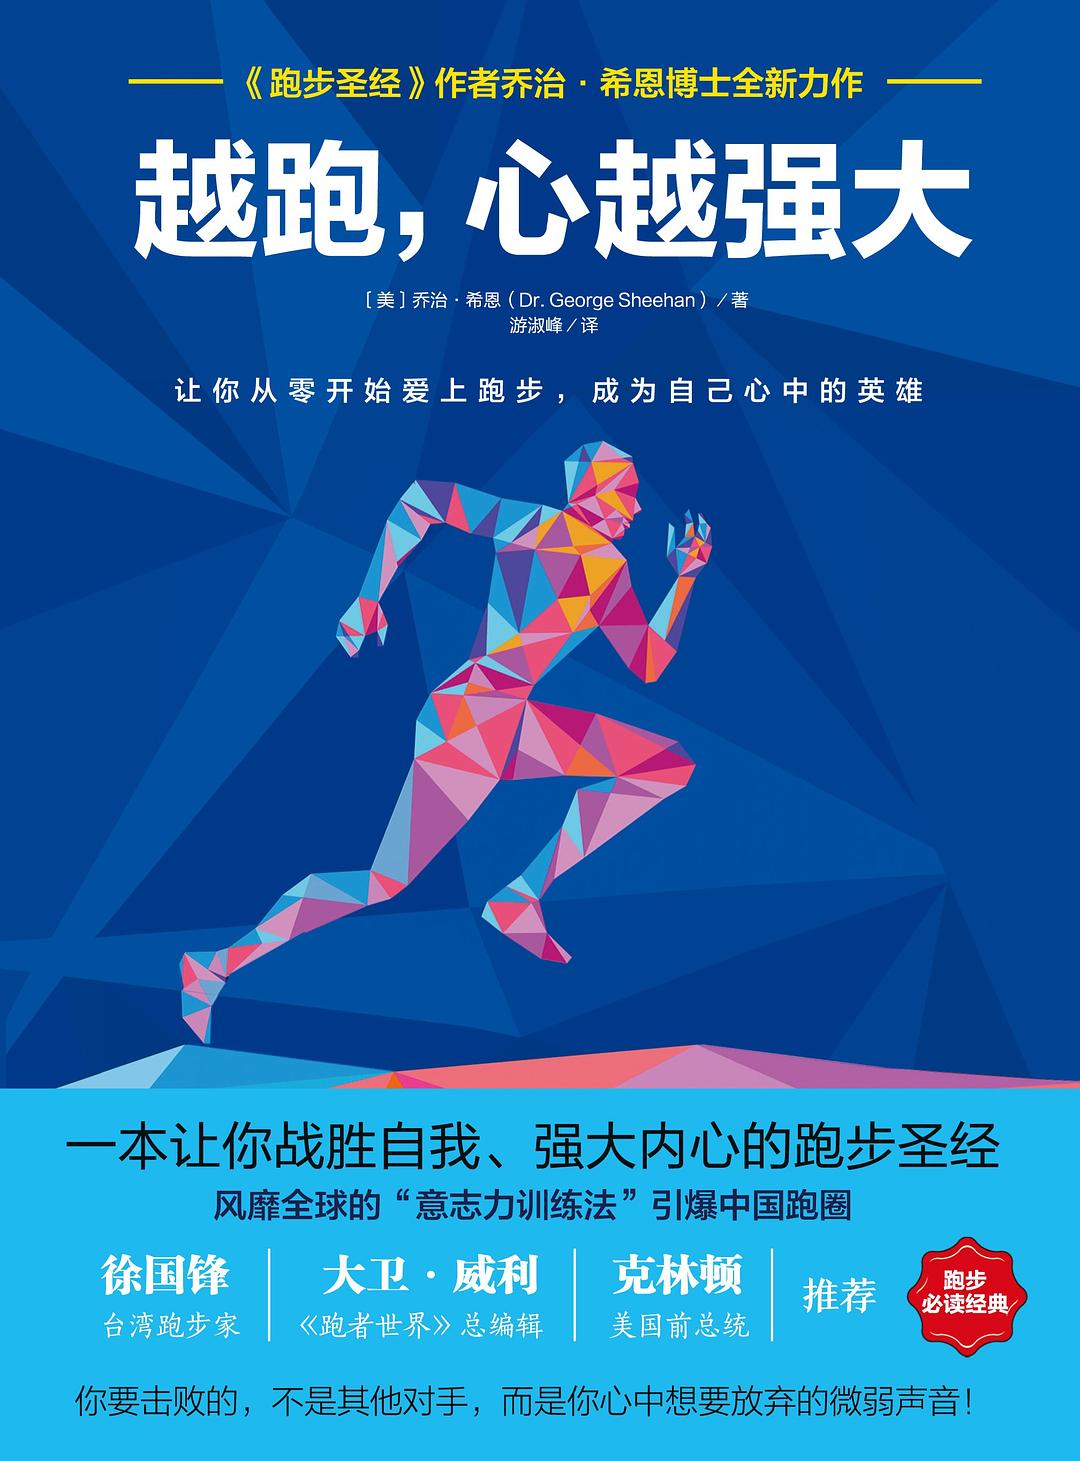 《跑步圣经》作者乔治·希恩博士全新力作
越跑，心越强大
［美］乔治·希恩（Dr. George Sheehan）／著
游淑峰／译
让你从零开始爱上跑步，成为自己心中的英雄
一本让你战胜自我、强大内心的跑步圣经
风靡全球的“意志力训练法”引爆中国跑圈
徐国锋 大卫·威利 克林顿 推荐
台湾跑步家 《跑者世界》总编辑 美国前总统
跑步
必读经典
你要击败的，不是其他对手，而是你心中想要放弃的微弱声音！